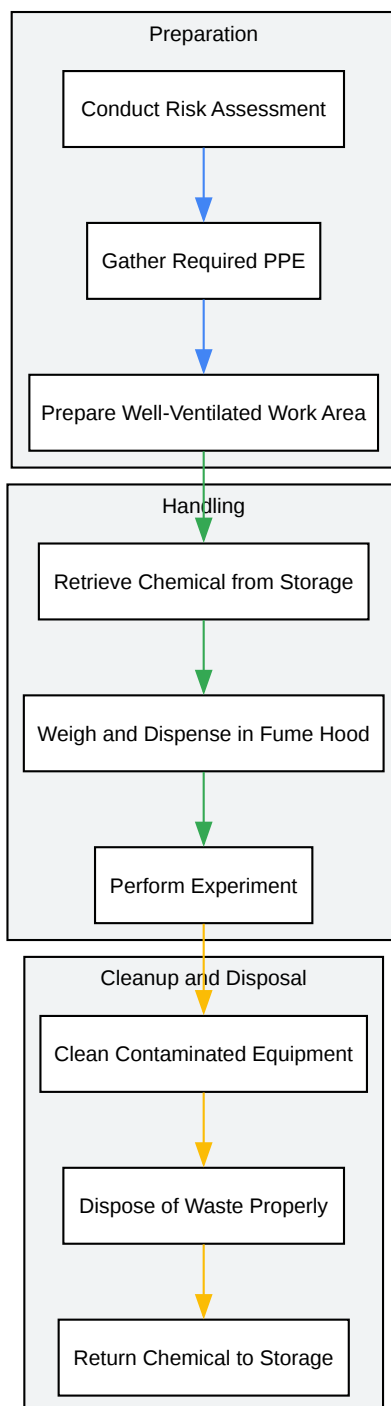 Preparation
Conduct Risk Assessment
Gather Required PPE
Prepare Well-Ventilated Work Area
Handling
Retrieve Chemical from Storage
Weigh and Dispense in Fume Hood
Perform Experiment
Cleanup and Disposal
Clean Contaminated Equipment
Dispose of Waste Properly
Return Chemical to Storage